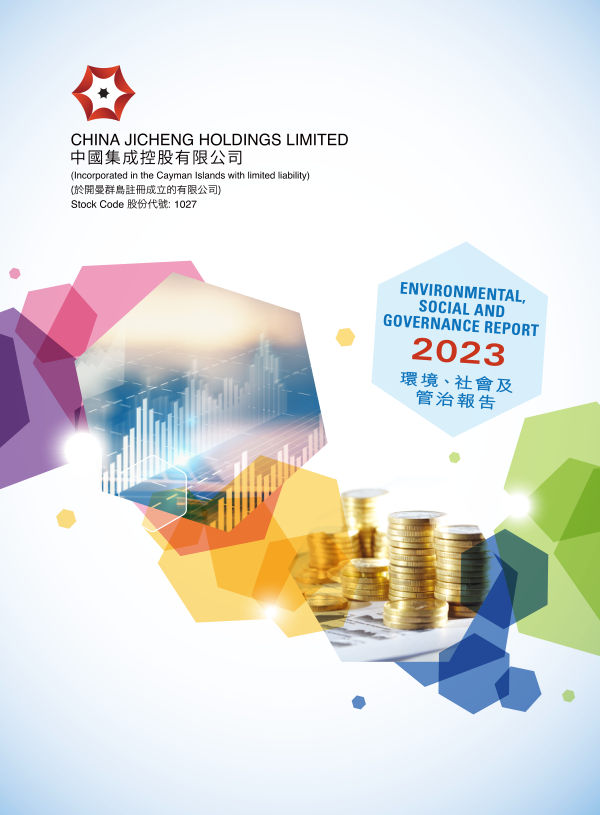 CHINA JICHENG HOLDINGS LIMITED
中國集成控股有限公司
(Incorporated in the Cayman Islands with limited liability)
(於開曼群島註冊成立的有限公司)
Stock Code 股份代號: 1027
ENVIRONMENTAL,
SOCIAL AND
GOVERNANCE REPORT
2023
環境、社會及
管治報告